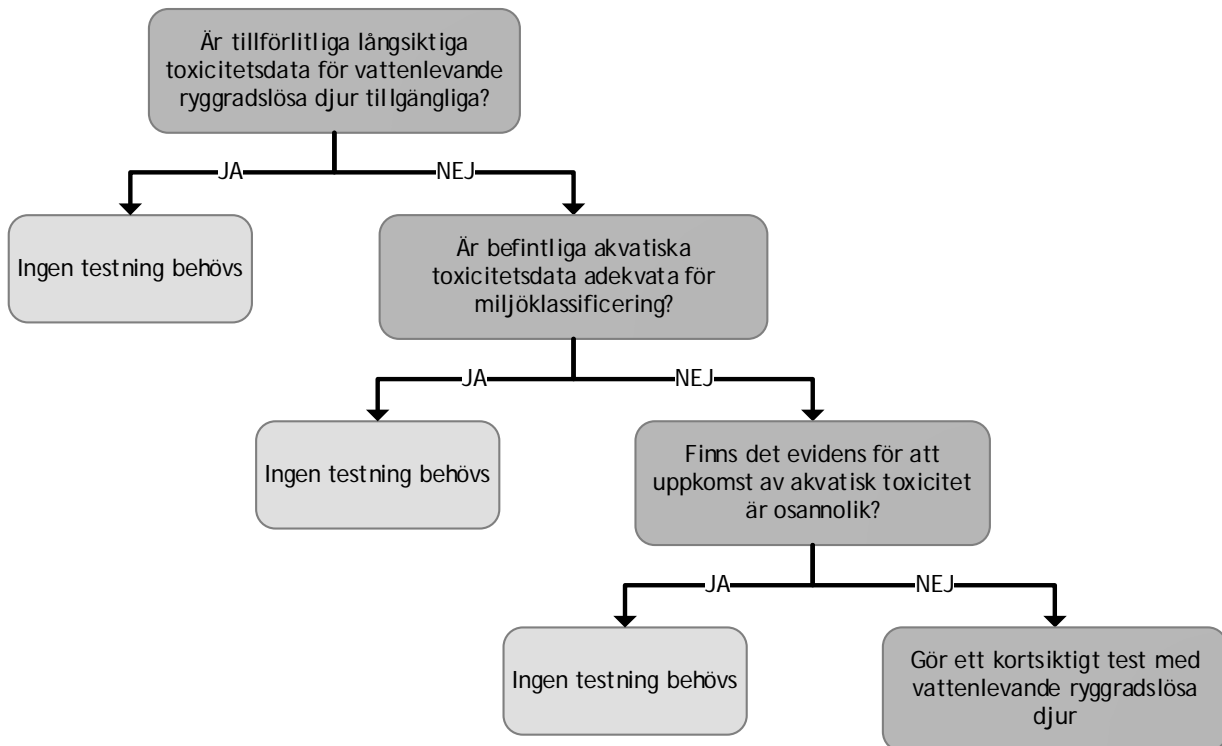 Är tillförlitliga långsiktiga
toxicitetsdata för vattenlevande
ryggradslösa djur tillgängliga?
JA
NEJ
Ingen testning behövs
Är befintliga akvatiska
toxicitetsdata adekvata för
miljöklassificering?
JA
NEJ
Ingen testning behövs
Finns det evidens för att
uppkomst av akvatisk toxicitet
är osannolik?
JA
NEJ
Ingen testning behövs
Gör ett kortsiktigt test med
vattenlevande ryggradslösa
djur